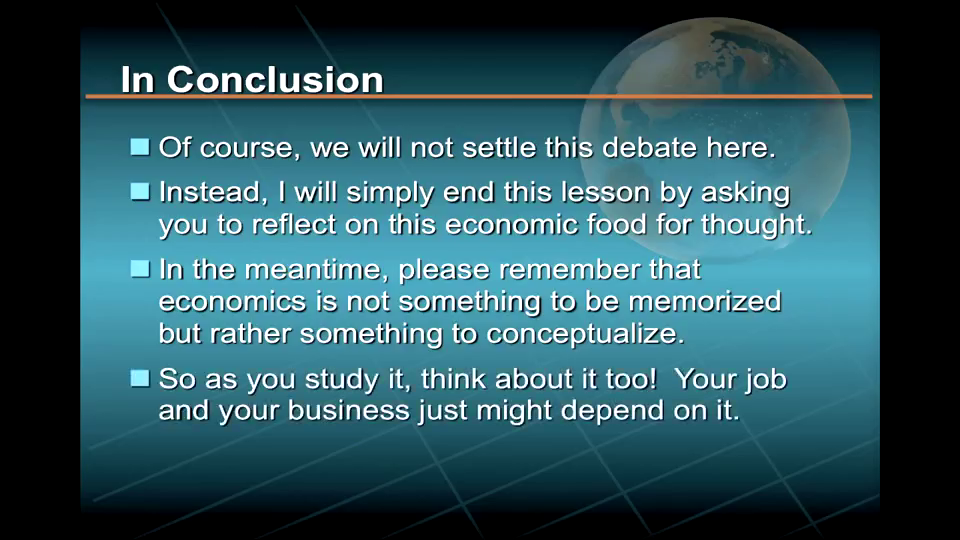 In Conclusion
Of course, we will not settle this debate here.
Instead, I will simply end this lesson by asking
you to reflect on this economic food for thought.
In the meantime, please remember that
economics is not something to be memorized
but rather something to conceptualize.
So as you study it, think about it too!  Your job
and your business just might depend on it.